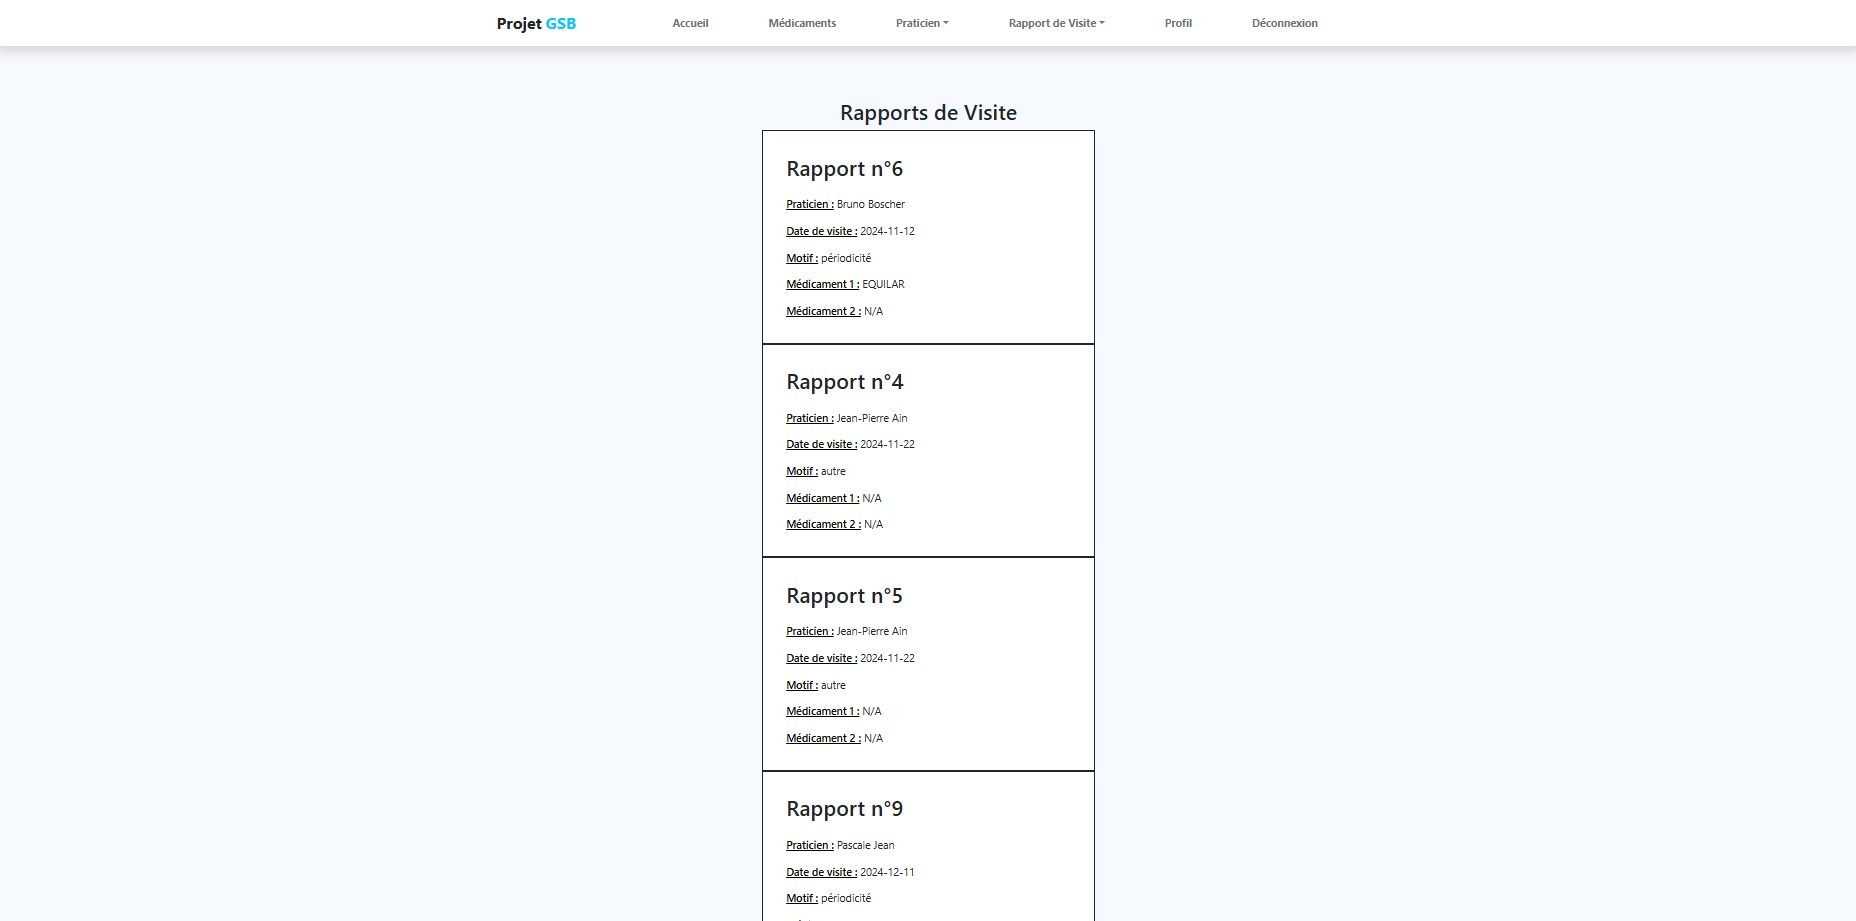 Projet GSB Accueil Médicaments Praticien Rapport de Visite Profil Déconnexion
Rapports de Visite
Rapport n°6
Praticien : Bruno Boscher
Date de visite : 2024-11-12
Motif : périodicité
Médicament 1 : EQUILAR
Médicament 2 : N/A
Rapport n°4
Praticien : Jean-Pierre Ain
Date de visite : 2024-11-22
Motif : autre
Médicament 1 : N/A
Médicament 2 : N/A
Rapport n°5
Praticien : Jean-Pierre Ain
Date de visite : 2024-11-22
Motif : autre
Médicament 1 : N/A
Médicament 2 : N/A
Rapport n°9
Praticien : Pascale Jean
Date de visite : 2024-12-11
Motif : périodicité